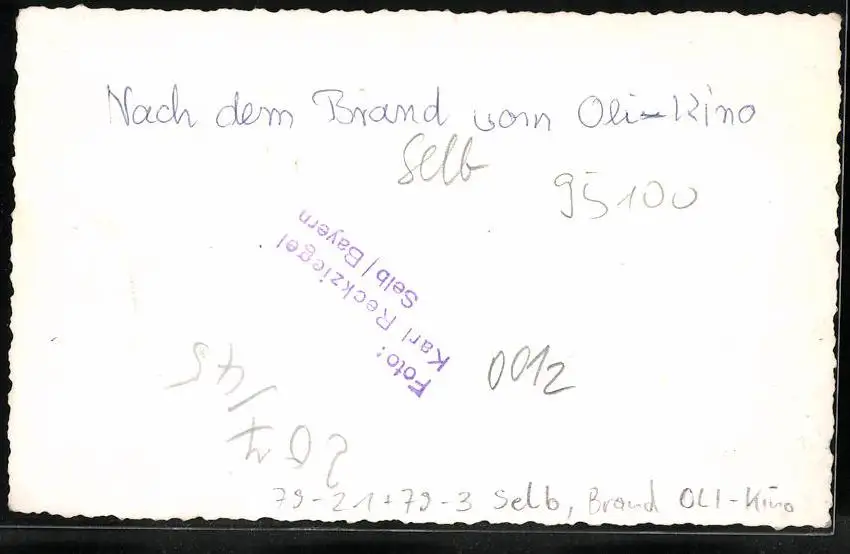 Nach dem Brand vom Oli-Kino
Selb
95100
Foto:
Karl Reckziegel
Selb/Bayern
0012
79-21+79-3 Selb, Brand OLI-Kino